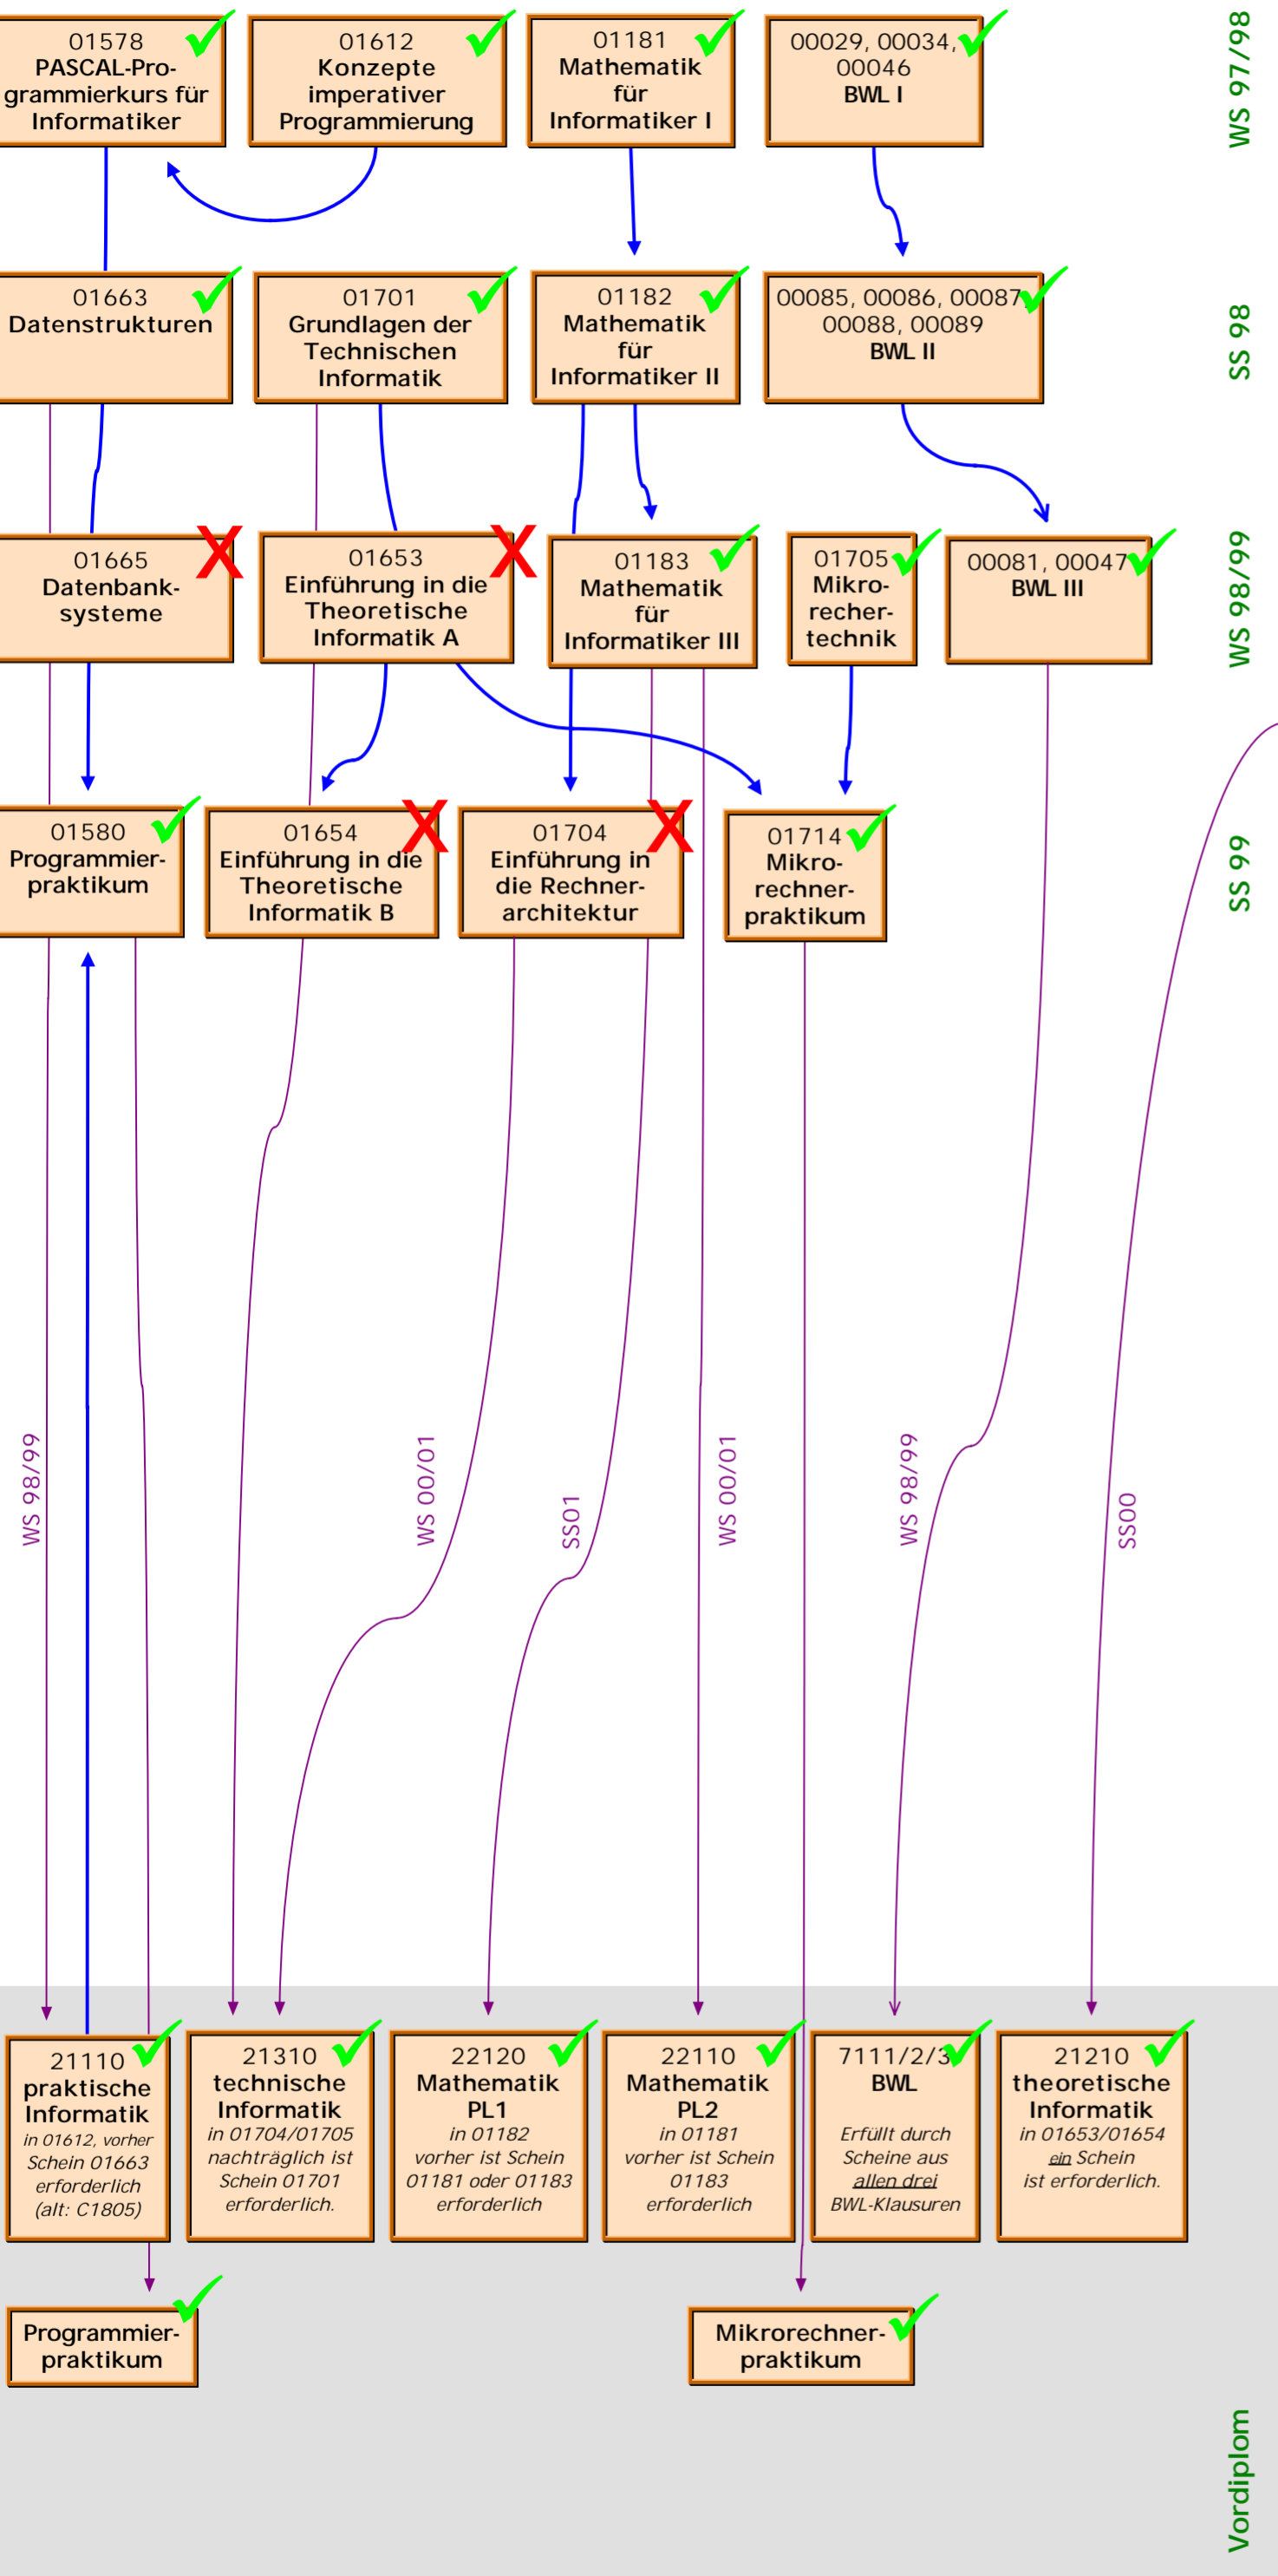 01578
PASCAL-Pro-
grammierkurs für
Informatiker
01612
Konzepte
imperativer
Programmierung
01181
Mathematik
für
Informatiker I
00029, 00034,
00046
BWL I
WS 97/98
01663
Datenstrukturen
01701
Grundlagen der
Technischen
Informatik
01182
Mathematik
für
Informatiker II
00085, 00086, 00087,
00088, 00089
BWL II
SS 98
01665
Datenbank-
systeme
X
01653
Einführung in die
Theoretische
Informatik A
X
01183
Mathematik
für
Informatiker III
01705
Mikro-
recher-
technik
00081, 00047
BWL III
WS 98/99
01580
Programmier-
praktikum
01654
Einführung in die
Theoretische
Informatik B
X
01704
Einführung in
die Rechner-
architektur
X
01714
Mikro-
rechner-
praktikum
SS 99
WS 98/99
WS 00/01
SS01
WS 00/01
WS 98/99
SS00
21110
praktische
Informatik
in 01612, vorher
Schein 01663
erforderlich
(alt: C1805)
21310
technische
Informatik
in 01704/01705
nachträglich ist
Schein 01701
erforderlich.
22120
Mathematik
PL1
in 01182
vorher ist Schein
01181 oder 01183
erforderlich
22110
Mathematik
PL2
in 01181
vorher ist Schein
01183
erforderlich
7111/2/3
BWL
Erfüllt durch
Scheine aus
allen drei
BWL-Klausuren
21210
theoretische
Informatik
in 01653/01654
ein Schein
ist erforderlich.
Programmier-
praktikum
Mikrorechner-
praktikum
Vordiplom